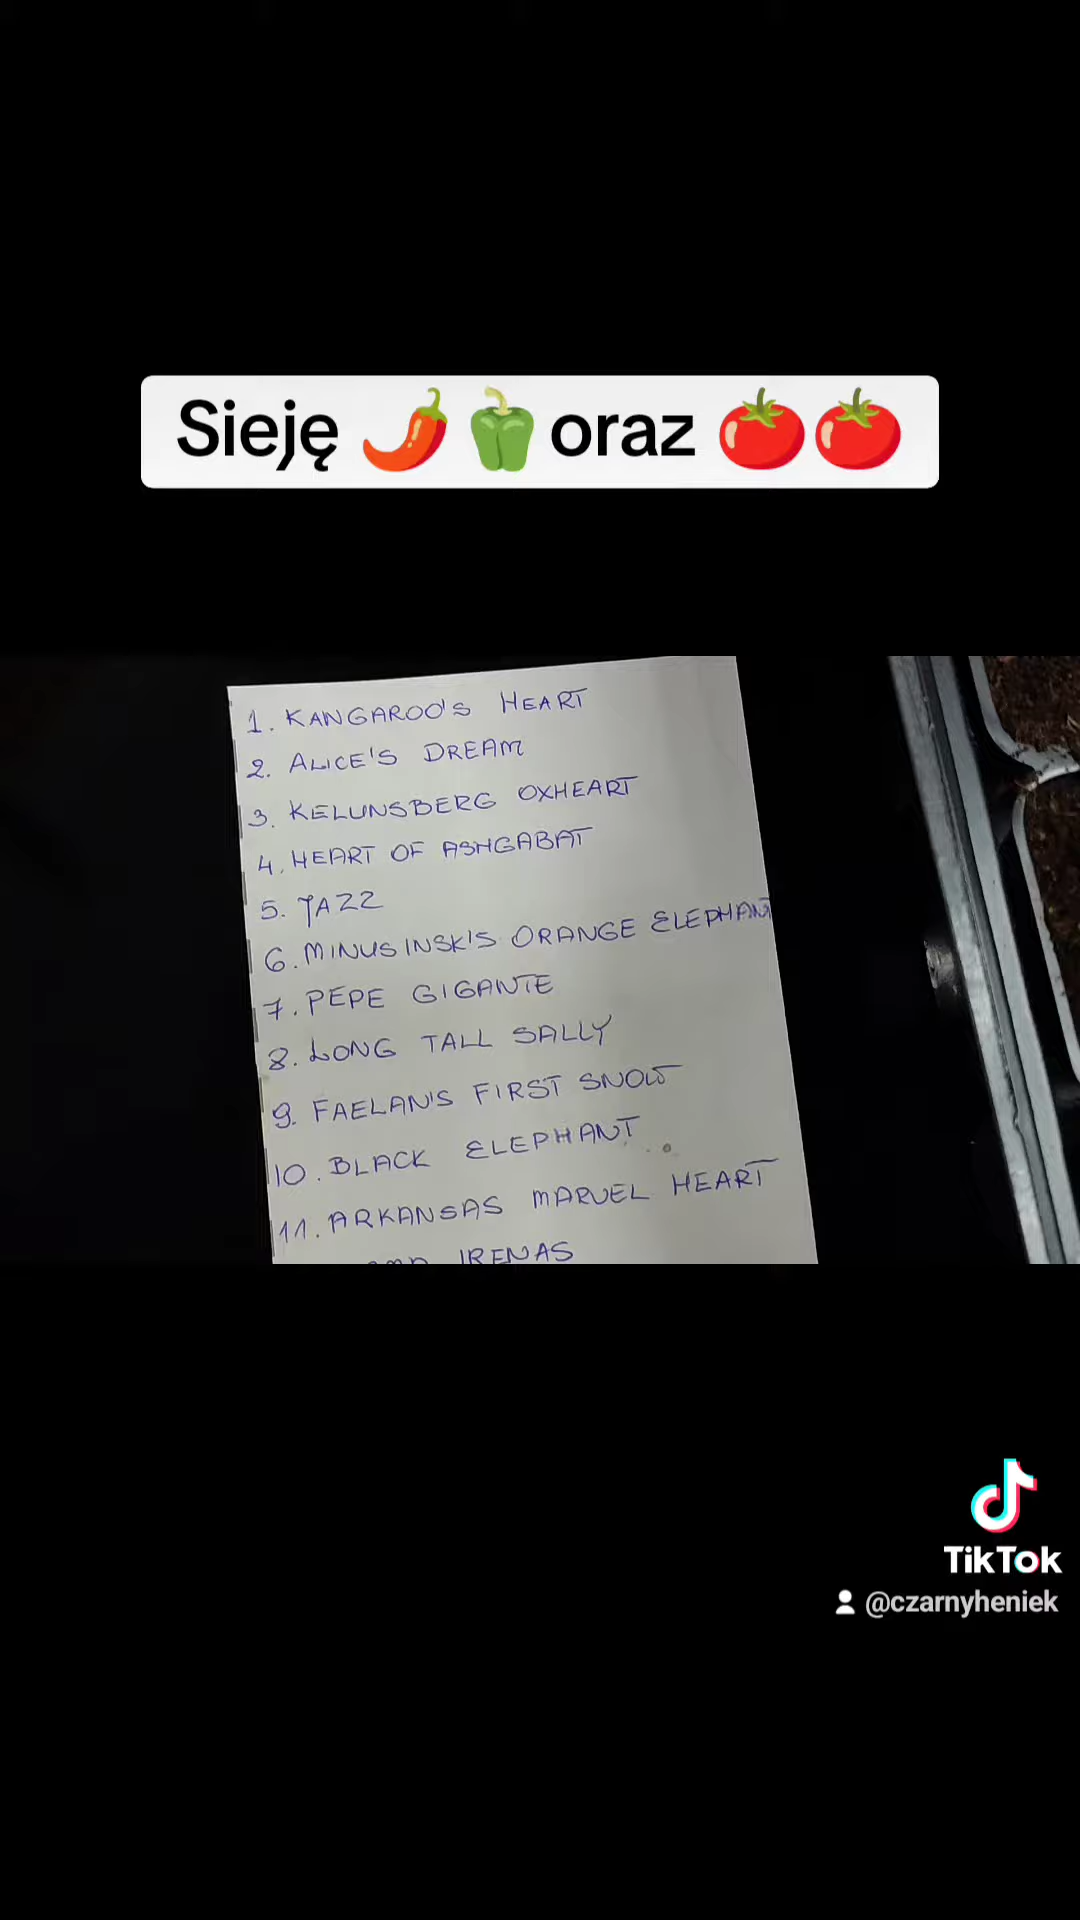 Sieję 🌶️🫑 oraz 🍅🍅
1. KANGAROO'S HEART
2. ALICE'S DREAM
3. KELUNSBERG OXHEART
4. HEART OF ASHGABAT
5. JAZZ
6. MINUSINSK'S ORANGE ELEPHANT
7. PEPE GIGANTE
8. LONG TALL SALLY
9. FAELAN'S FIRST SNOW
10. BLACK ELEPHANT
11. ARKANSAS MARVEL HEART
IRENAS
TikTok
@czarnyheniek